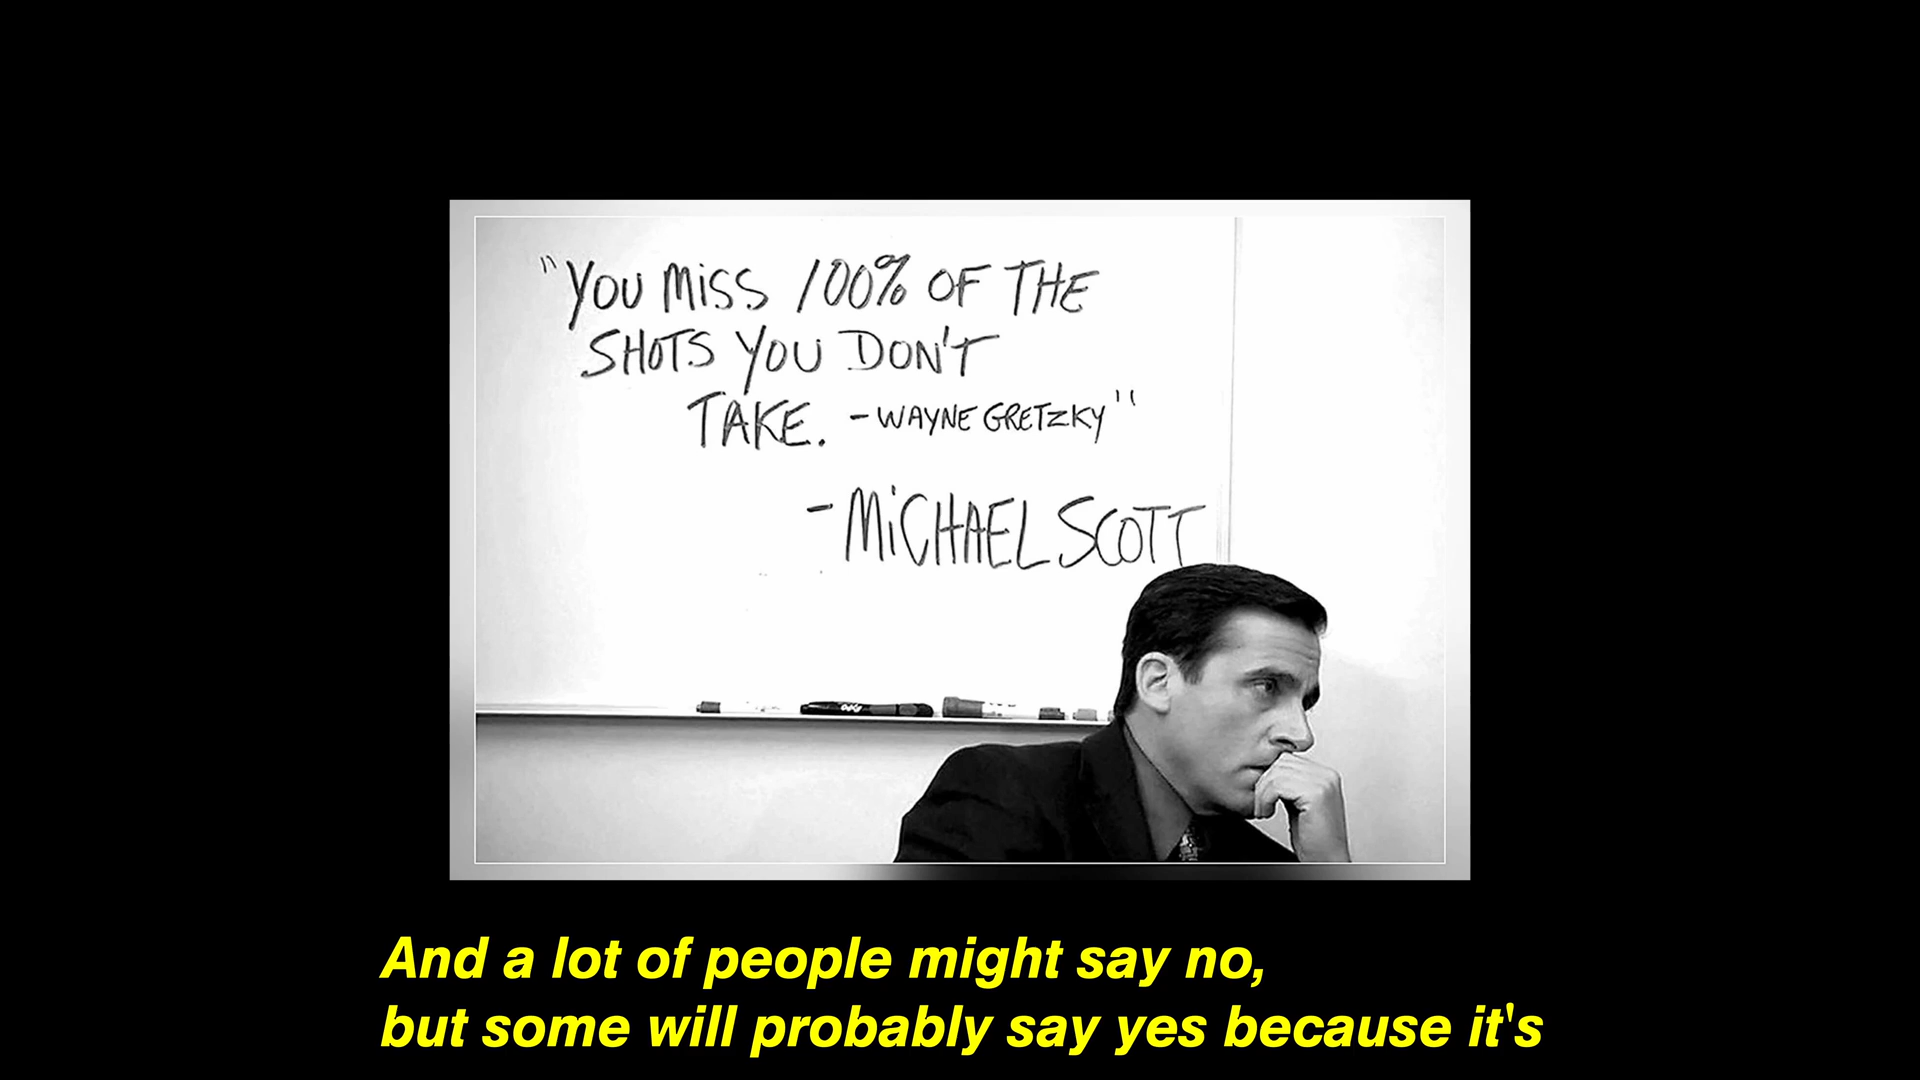 "YOU MiSS 100% OF THE
SHOTS YOU DON'T
TAKE. - WAYNE GRETZKY"
- MiCHAEL SCOTT
And a lot of people might say no,
but some will probably say yes because it's